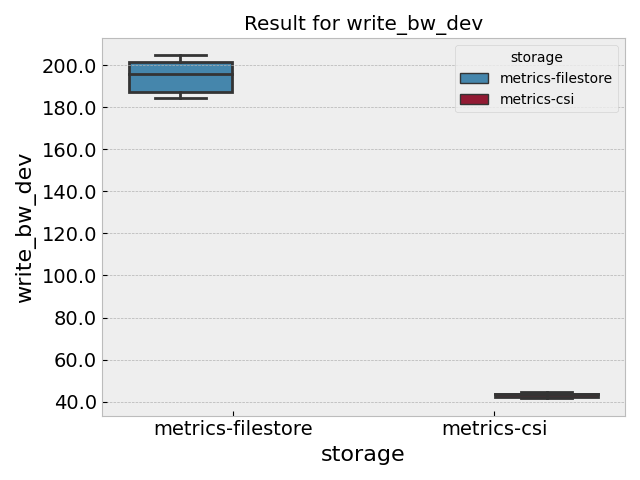 Result for write_bw_dev
storage
metrics-filestore
metrics-csi
write_bw_dev
200.0
180.0
160.0
140.0
120.0
100.0
80.0
60.0
40.0
metrics-filestore
metrics-csi
storage